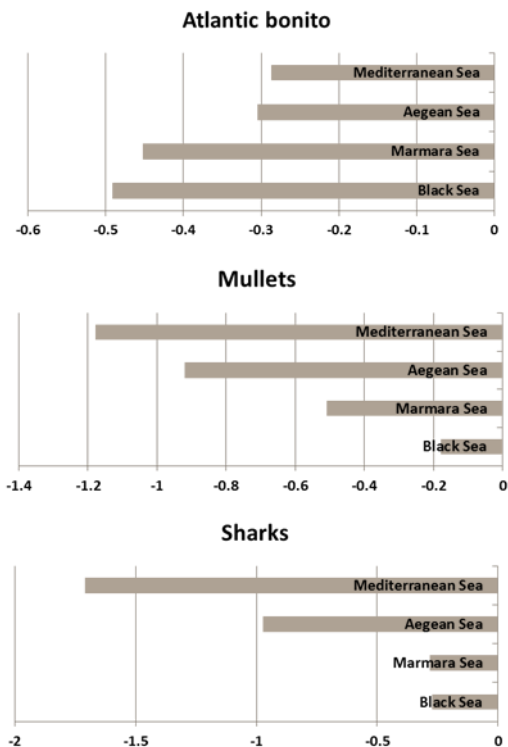 Atlantic bonito
Mediterranean Sea
Aegean Sea
Marmara Sea
Black Sea
-0.6 -0.5 -0.4 -0.3 -0.2 -0.1 0
Mullets
Mediterranean Sea
Aegean Sea
Marmara Sea
Black Sea
-1.4 -1.2 -1 -0.8 -0.6 -0.4 -0.2 0
Sharks
Mediterranean Sea
Aegean Sea
Marmara Sea
Black Sea
-2 -1.5 -1 -0.5 0